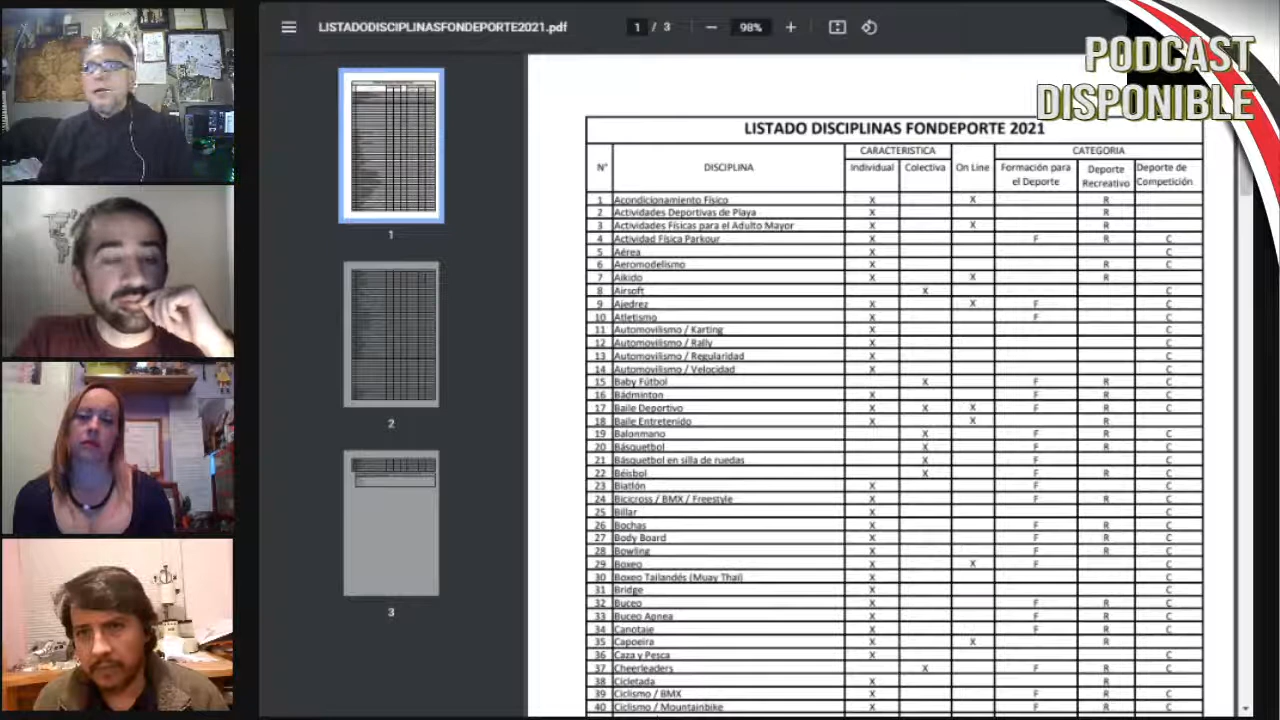 LISTADODISCIPLINASFONDEPORTE2021.pdf
1 / 3
98%
PODCAST
DISPONIBLE
1
2
3
LISTADO DISCIPLINAS FONDEPORTE 2021
N° DISCIPLINA CARACTERISTICA CATEGORIA
Individual Colectiva On Line Formación para el Deporte Deporte Recreativo Deporte de Competición
1 Acondicionamiento Físico X X R
2 Actividades Deportivas de Playa X R
3 Actividades Físicas para el Adulto Mayor X X R
4 Actividad Física Parkour X F R C
5 Aérea X C
6 Aeromodelismo X R C
7 Aikido X X R
8 Airsoft X C
9 Ajedrez X X F C
10 Atletismo X F C
11 Automovilismo / Karting X C
12 Automovilismo / Rally X C
13 Automovilismo / Regularidad X C
14 Automovilismo / Velocidad X C
15 Baby Fútbol X F R C
16 Bádminton X F R C
17 Baile Deportivo X X X F R C
18 Baile Entretenido X X R
19 Balonmano X F R C
20 Básquetbol X F R C
21 Básquetbol en silla de ruedas X F C
22 Béisbol X F R C
23 Biatlón X F C
24 Bicicross / BMX / Freestyle X F R C
25 Billar X C
26 Bochas X F R C
27 Body Board X F R C
28 Bowling X F R C
29 Boxeo X X F C
30 Boxeo Tailandés (Muay Thai) X C
31 Bridge X C
32 Buceo X F R C
33 Buceo Apnea X F R C
34 Canotaje X F R C
35 Capoeira X X R
36 Caza y Pesca X C
37 Cheerleaders X F R C
38 Cicletada X R
39 Ciclismo / BMX X F R C
40 Ciclismo / Mountainbike X F R C